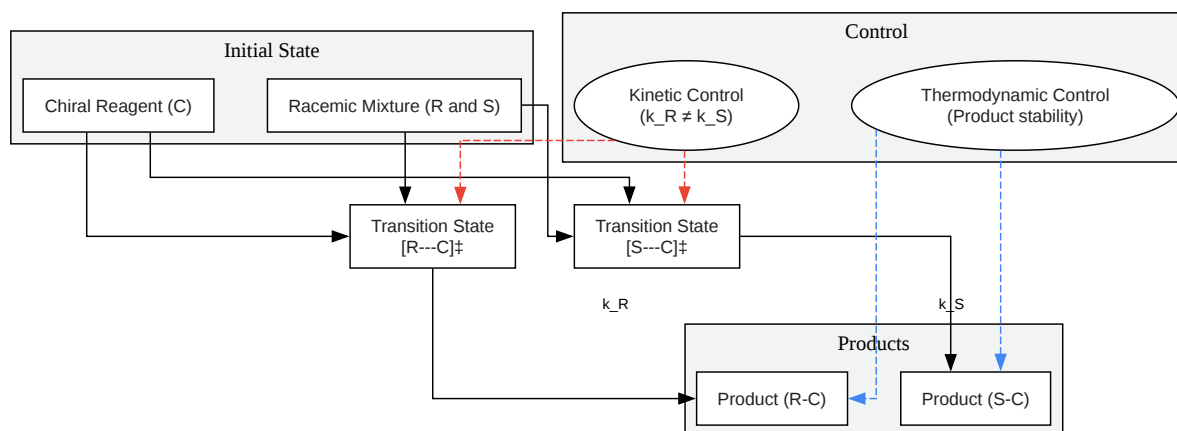 Initial State
Chiral Reagent (C)
Racemic Mixture (R and S)
Control
Kinetic Control
(k_R ≠ k_S)
Thermodynamic Control
(Product stability)
Transition State
[R---C]‡
Transition State
[S---C]‡
k_R
k_S
Products
Product (R-C)
Product (S-C)